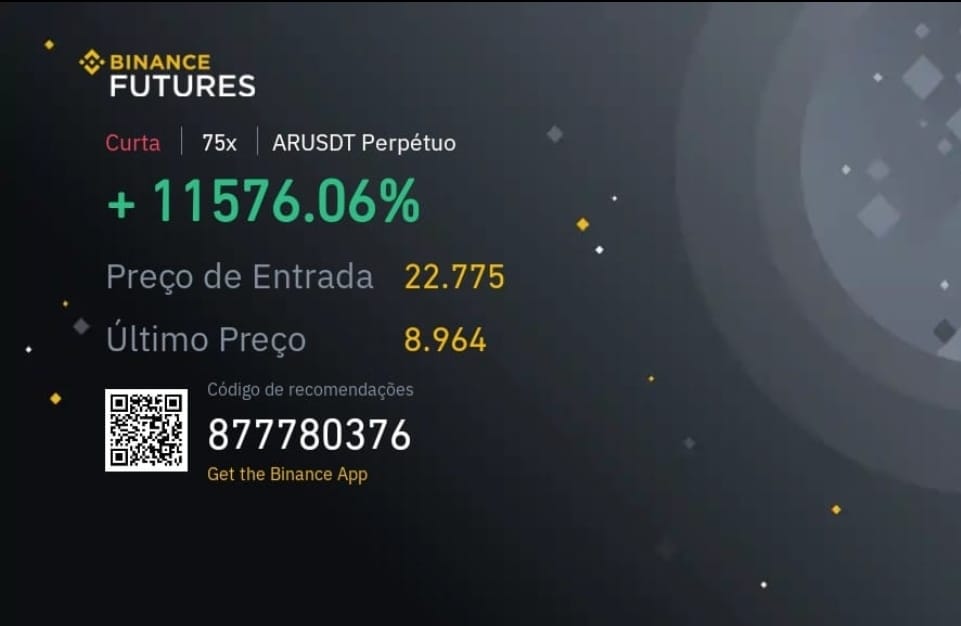 BINANCE
FUTURES
Curta | 75x | ARUSDT Perpétuo
+ 11576.06%
Preço de Entrada 22.775
Último Preço 8.964
Código de recomendações
877780376
Get the Binance App